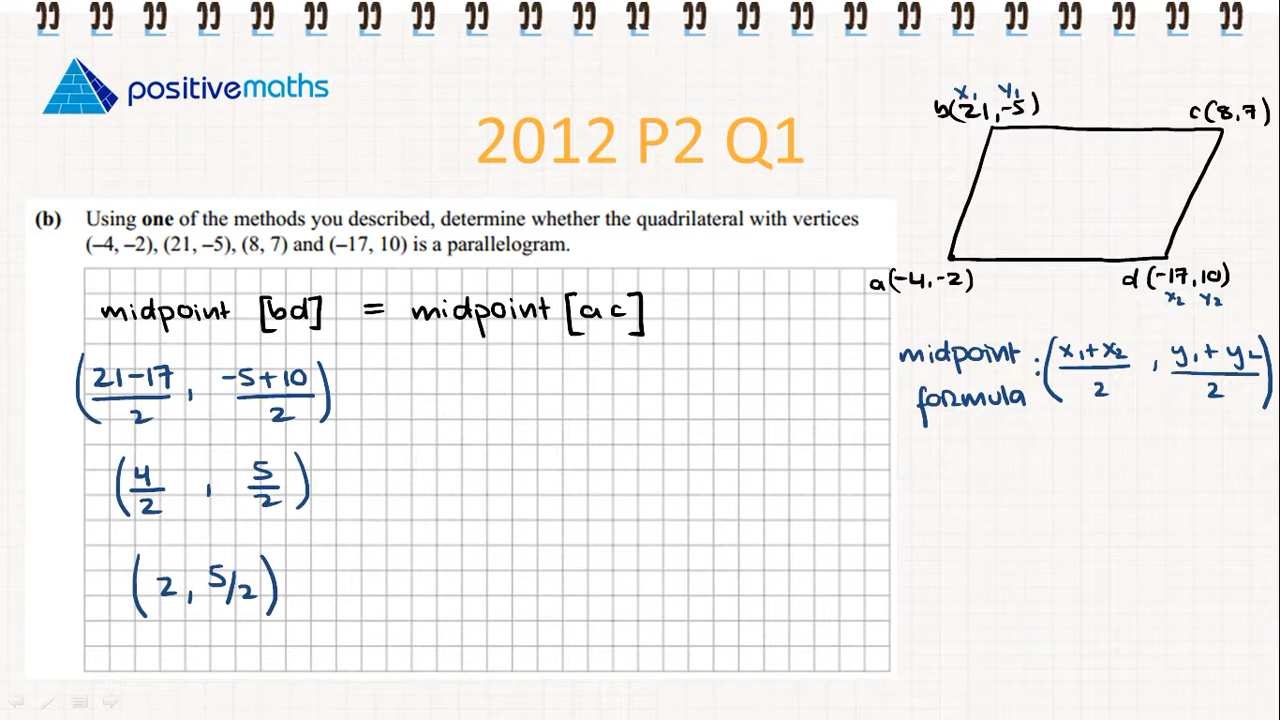 positivemaths
2012 P2 Q1
(b) Using one of the methods you described, determine whether the quadrilateral with vertices
(–4, –2), (21, –5), (8, 7) and (–17, 10) is a parallelogram.
midpoint [bd] = midpoint [ac]
(21-17/2, -5+10/2)
(4/2, 5/2)
(2, 5/2)
x₁ y₁
b(21,-5)
c(8,7)
a(-4,-2)
d(-17,10)
x₂ y₂
midpoint formula : (x₁+x₂/2, y₁+y₂/2)